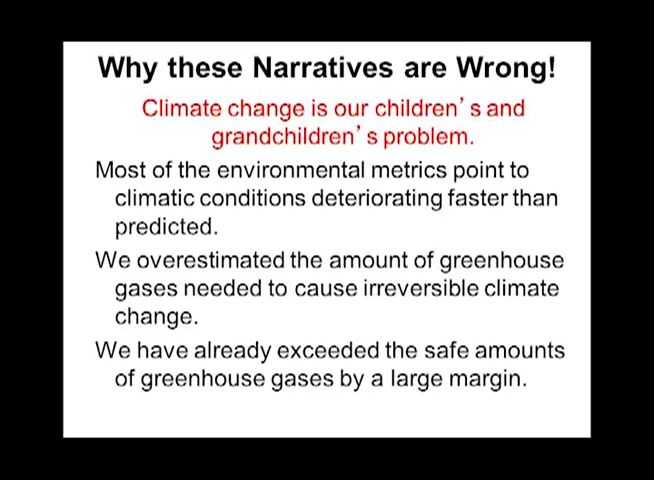 Why these Narratives are Wrong!
Climate change is our children’s and
grandchildren’s problem.
Most of the environmental metrics point to
climatic conditions deteriorating faster than
predicted.
We overestimated the amount of greenhouse
gases needed to cause irreversible climate
change.
We have already exceeded the safe amounts
of greenhouse gases by a large margin.